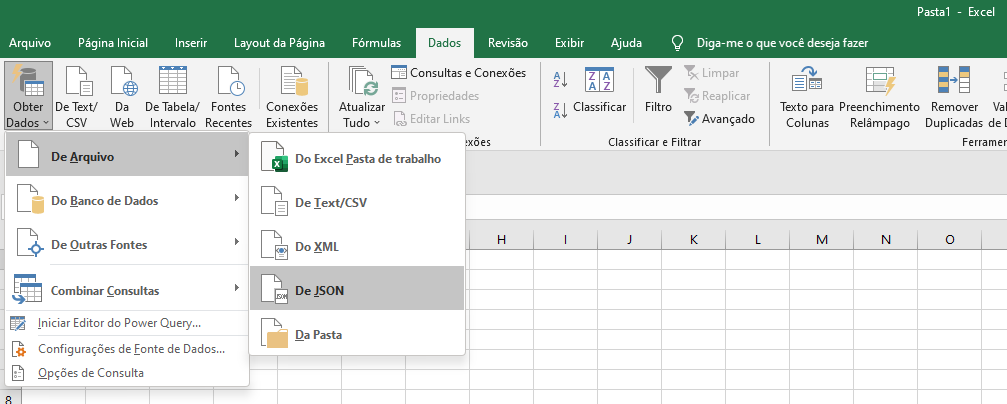 Pasta1 - Excel
Arquivo Página Inicial Inserir Layout da Página Fórmulas Dados Revisão Exibir Ajuda Diga-me o que você deseja fazer
Obter Dados
De Text/ CSV
Da Web
De Tabela/ Intervalo
Fontes Recentes
Conexões Existentes
Atualizar Tudo
Consultas e Conexões
Propriedades
Editar Links
Classificar
Filtro
Limpar
Reaplicar
Avançado
Texto para Colunas
Preenchimento Relâmpago
Remover Duplicadas
Classificar e Filtrar
De Arquivo
Do Banco de Dados
De Outras Fontes
Combinar Consultas
Iniciar Editor do Power Query...
Configurações de Fonte de Dados...
Opções de Consulta
Do Excel Pasta de trabalho
De Text/CSV
Do XML
De JSON
Da Pasta
H I J K L M N O
8